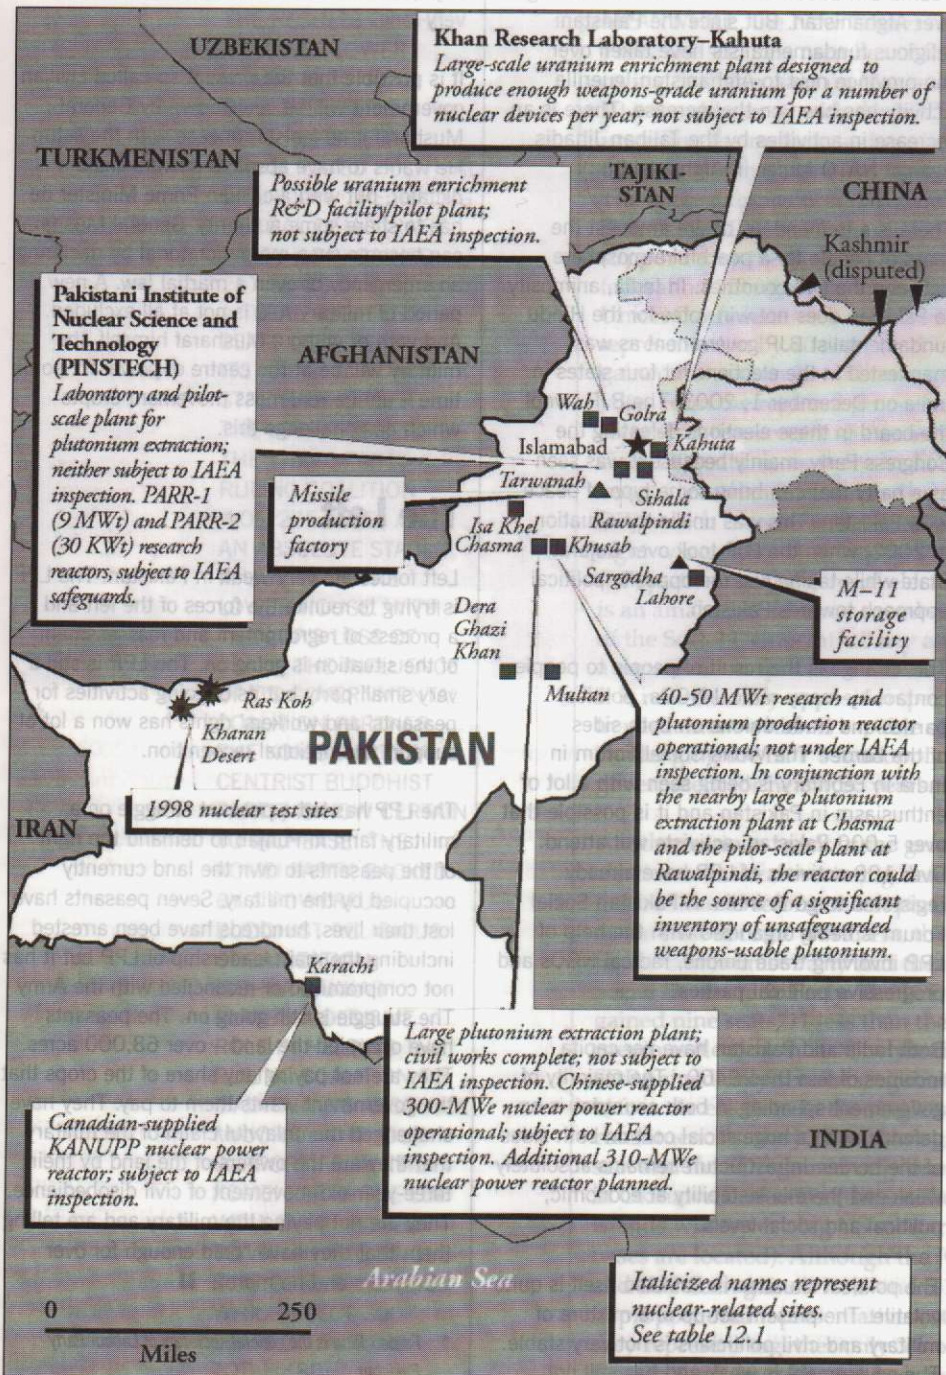 UZBEKISTAN
Khan Research Laboratory–Kahuta
Large-scale uranium enrichment plant designed to
produce enough weapons-grade uranium for a number of
nuclear devices per year; not subject to IAEA inspection.
TURKMENISTAN
Possible uranium enrichment
R&D facility/pilot plant;
not subject to IAEA inspection.
TAJIKI-
STAN
CHINA
Kashmir
(disputed)
Pakistani Institute of
Nuclear Science and
Technology
(PINSTECH)
Laboratory and pilot-
scale plant for
plutonium extraction;
neither subject to IAEA
inspection. PARR-1
(9 MWt) and PARR-2
(30 KWt) research
reactors, subject to IAEA
safeguards.
AFGHANISTAN
Wah
Golra
Islamabad
Kahuta
Tarwanah
Sihala
Missile
production
factory
Isa Khel
Rawalpindi
Chasma
Khusab
Sargodha
Lahore
M–11
storage
facility
Dera
Ghazi
Khan
Multan
Ras Koh
Kharan
Desert
PAKISTAN
40-50 MWt research and
plutonium production reactor
operational; not under IAEA
inspection. In conjunction with
the nearby large plutonium
extraction plant at Chasma
and the pilot-scale plant at
Rawalpindi, the reactor could
be the source of a significant
inventory of unsafeguarded
weapons-usable plutonium.
1998 nuclear test sites
IRAN
Karachi
Large plutonium extraction plant,
civil works complete; not subject to
IAEA inspection. Chinese-supplied
300-MWe nuclear power reactor
operational; subject to IAEA
inspection. Additional 310-MWe
nuclear power reactor planned.
INDIA
Canadian-supplied
KANUPP nuclear power
reactor; subject to IAEA
inspection.
Arabian Sea
0 250
Miles
Italicized names represent
nuclear-related sites.
See table 12.1